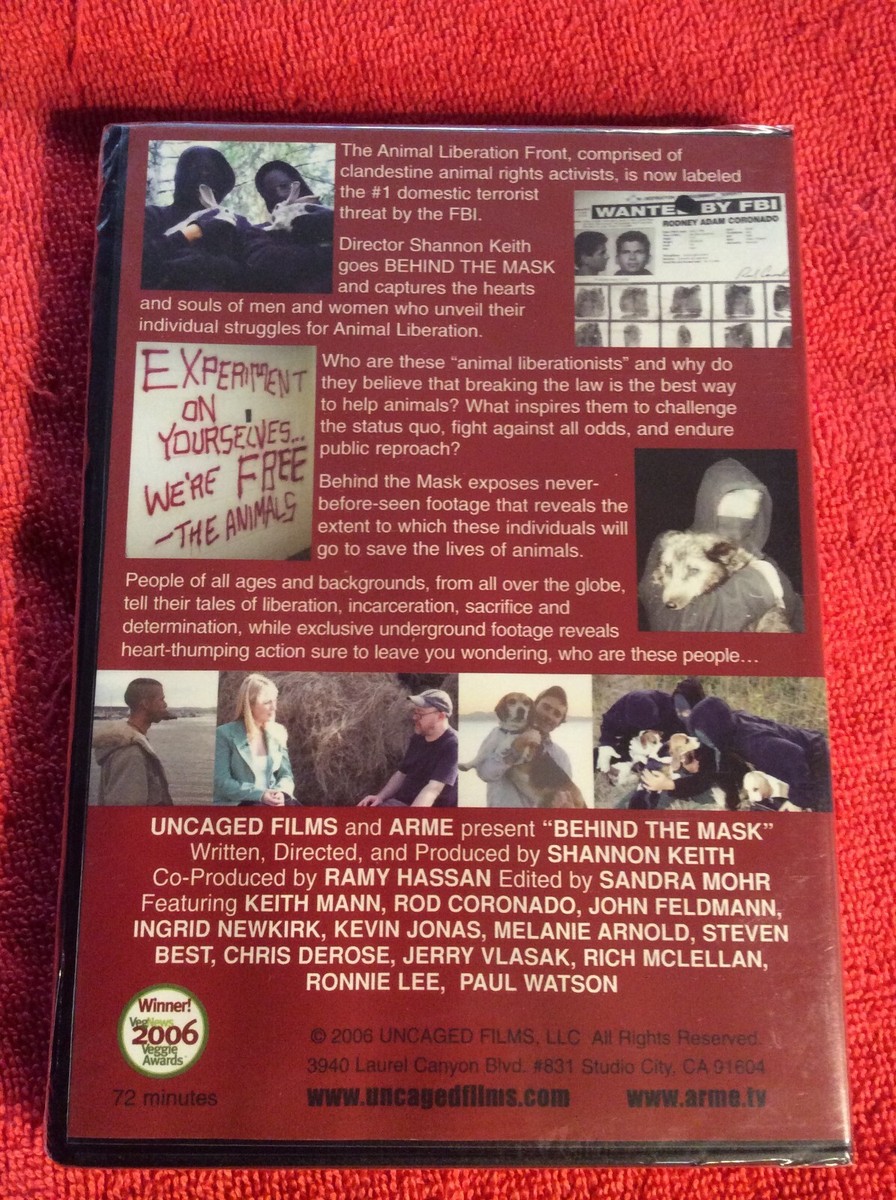 The Animal Liberation Front, comprised of
clandestine animal rights activists, is now labeled
the #1 domestic terrorist
threat by the FBI.
WANTED BY FBI
RODNEY ADAM CORONADO
Director Shannon Keith
goes BEHIND THE MASK
and captures the hearts
and souls of men and women who unveil their
individual struggles for Animal Liberation.
EXPERIMENT
ON
YOURSELVES...
WE'RE FREE
-THE ANIMALS
Who are these “animal liberationists” and why do
they believe that breaking the law is the best way
to help animals? What inspires them to challenge
the status quo, fight against all odds, and endure
public reproach?
Behind the Mask exposes never-
before-seen footage that reveals the
extent to which these individuals will
go to save the lives of animals.
People of all ages and backgrounds, from all over the globe,
tell their tales of liberation, incarceration, sacrifice and
determination, while exclusive underground footage reveals
heart-thumping action sure to leave you wondering, who are these people...
UNCAGED FILMS and ARME present “BEHIND THE MASK”
Written, Directed, and Produced by SHANNON KEITH
Co-Produced by RAMY HASSAN Edited by SANDRA MOHR
Featuring KEITH MANN, ROD CORONADO, JOHN FELDMANN,
INGRID NEWKIRK, KEVIN JONAS, MELANIE ARNOLD, STEVEN
BEST, CHRIS DEROSE, JERRY VLASAK, RICH MCLELLAN,
RONNIE LEE, PAUL WATSON
Winner!
VegNews
2006
Veggie
Awards™
© 2006 UNCAGED FILMS, LLC All Rights Reserved.
3940 Laurel Canyon Blvd. #831 Studio City, CA 91604
72 minutes
www.uncagedfilms.com www.arme.tv